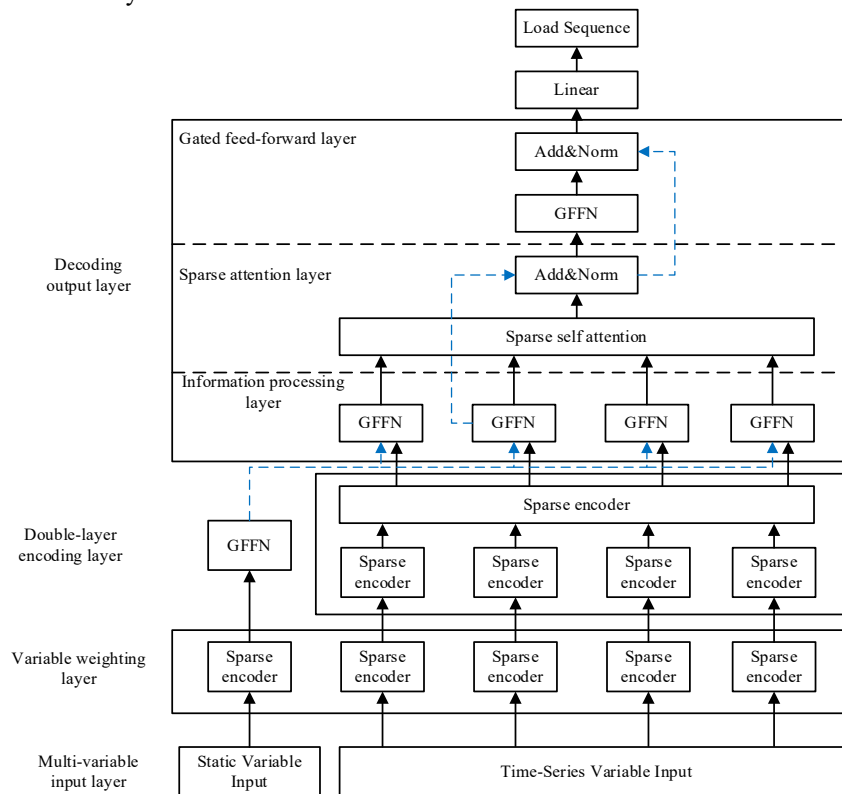 Load Sequence
Linear
Gated feed-forward layer
Add&Norm
GFFN
Decoding
output layer
Sparse attention layer
Add&Norm
Sparse self attention
Information processing
layer
GFFN
GFFN
GFFN
GFFN
Double-layer
encoding layer
GFFN
Sparse encoder
Sparse
encoder
Sparse
encoder
Sparse
encoder
Sparse
encoder
Variable weighting
layer
Sparse
encoder
Sparse
encoder
Sparse
encoder
Sparse
encoder
Sparse
encoder
Multi-variable
input layer
Static Variable
Input
Time-Series Variable Input